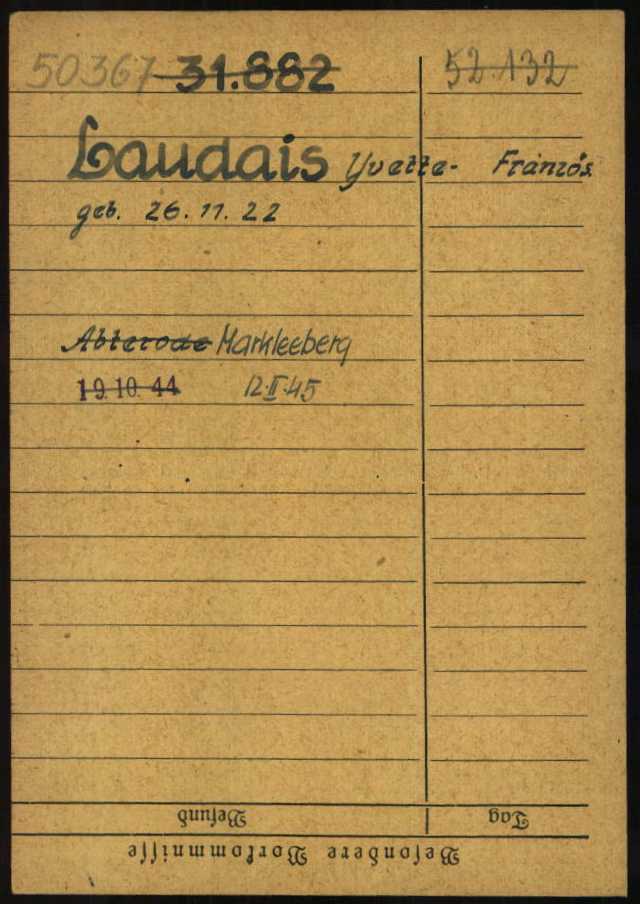 50367 31.882 52.132
Laudais Yvette- Französ.
geb. 26.11.22
Abterode Markleeberg
19.10.44 12.II.45
Befund Tag
Besondere Vorkommnisse